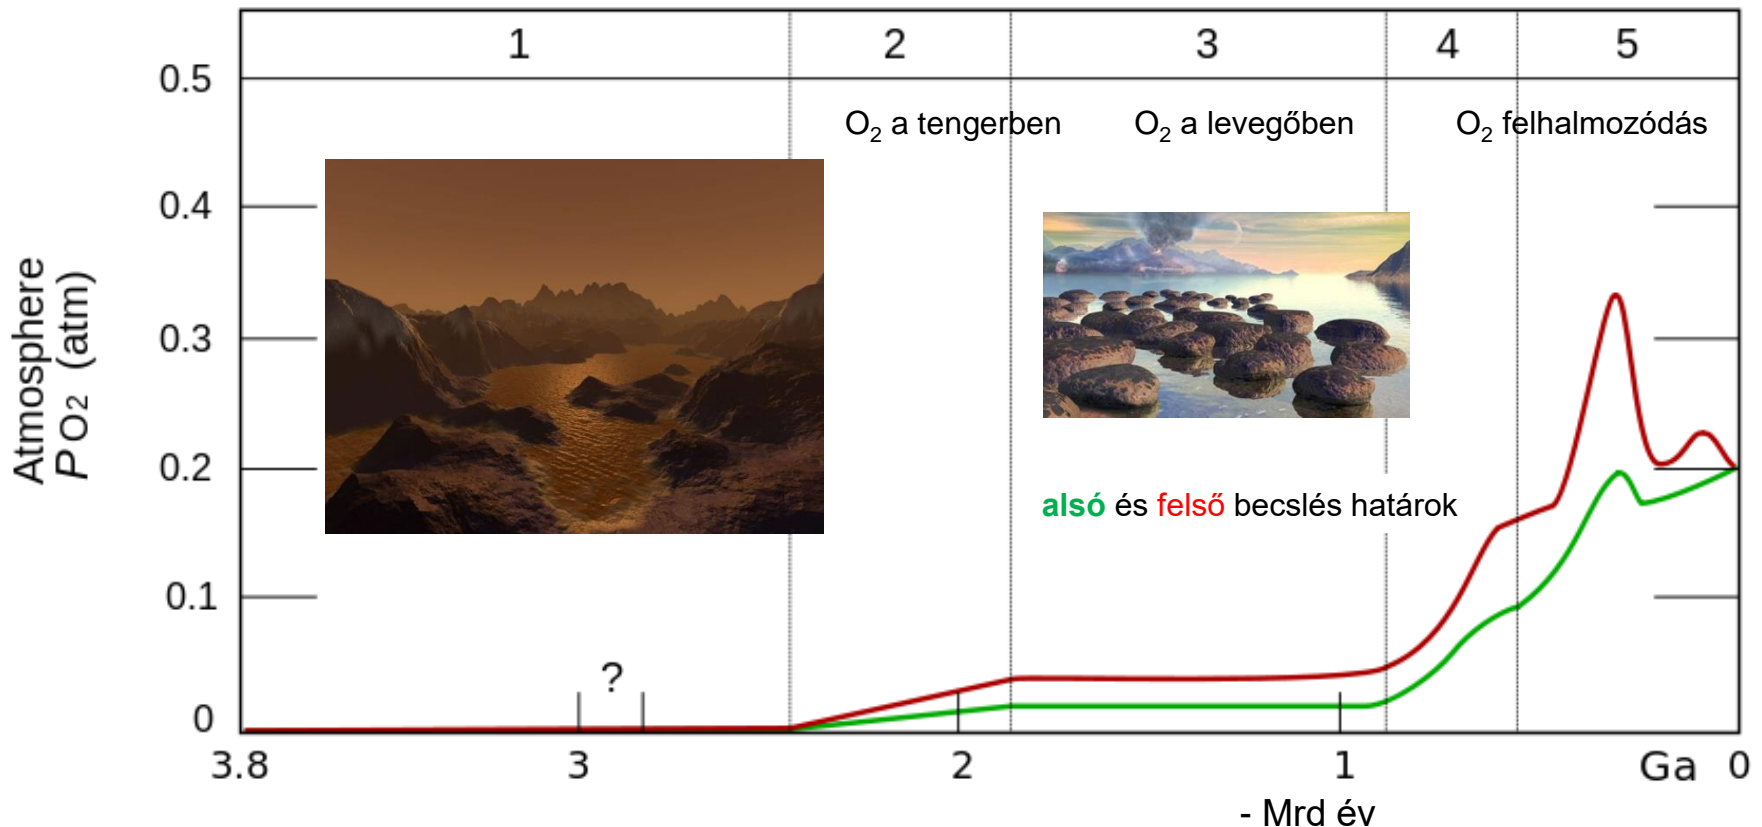 1 2 3 4 5
0.5
O₂ a tengerben O₂ a levegőben O₂ felhalmozódás
0.4
0.3
0.2
0.1
0
Atmosphere
PO₂ (atm)
alsó és felső becslés határok
?
3.8 3 2 1 Ga 0
- Mrd év